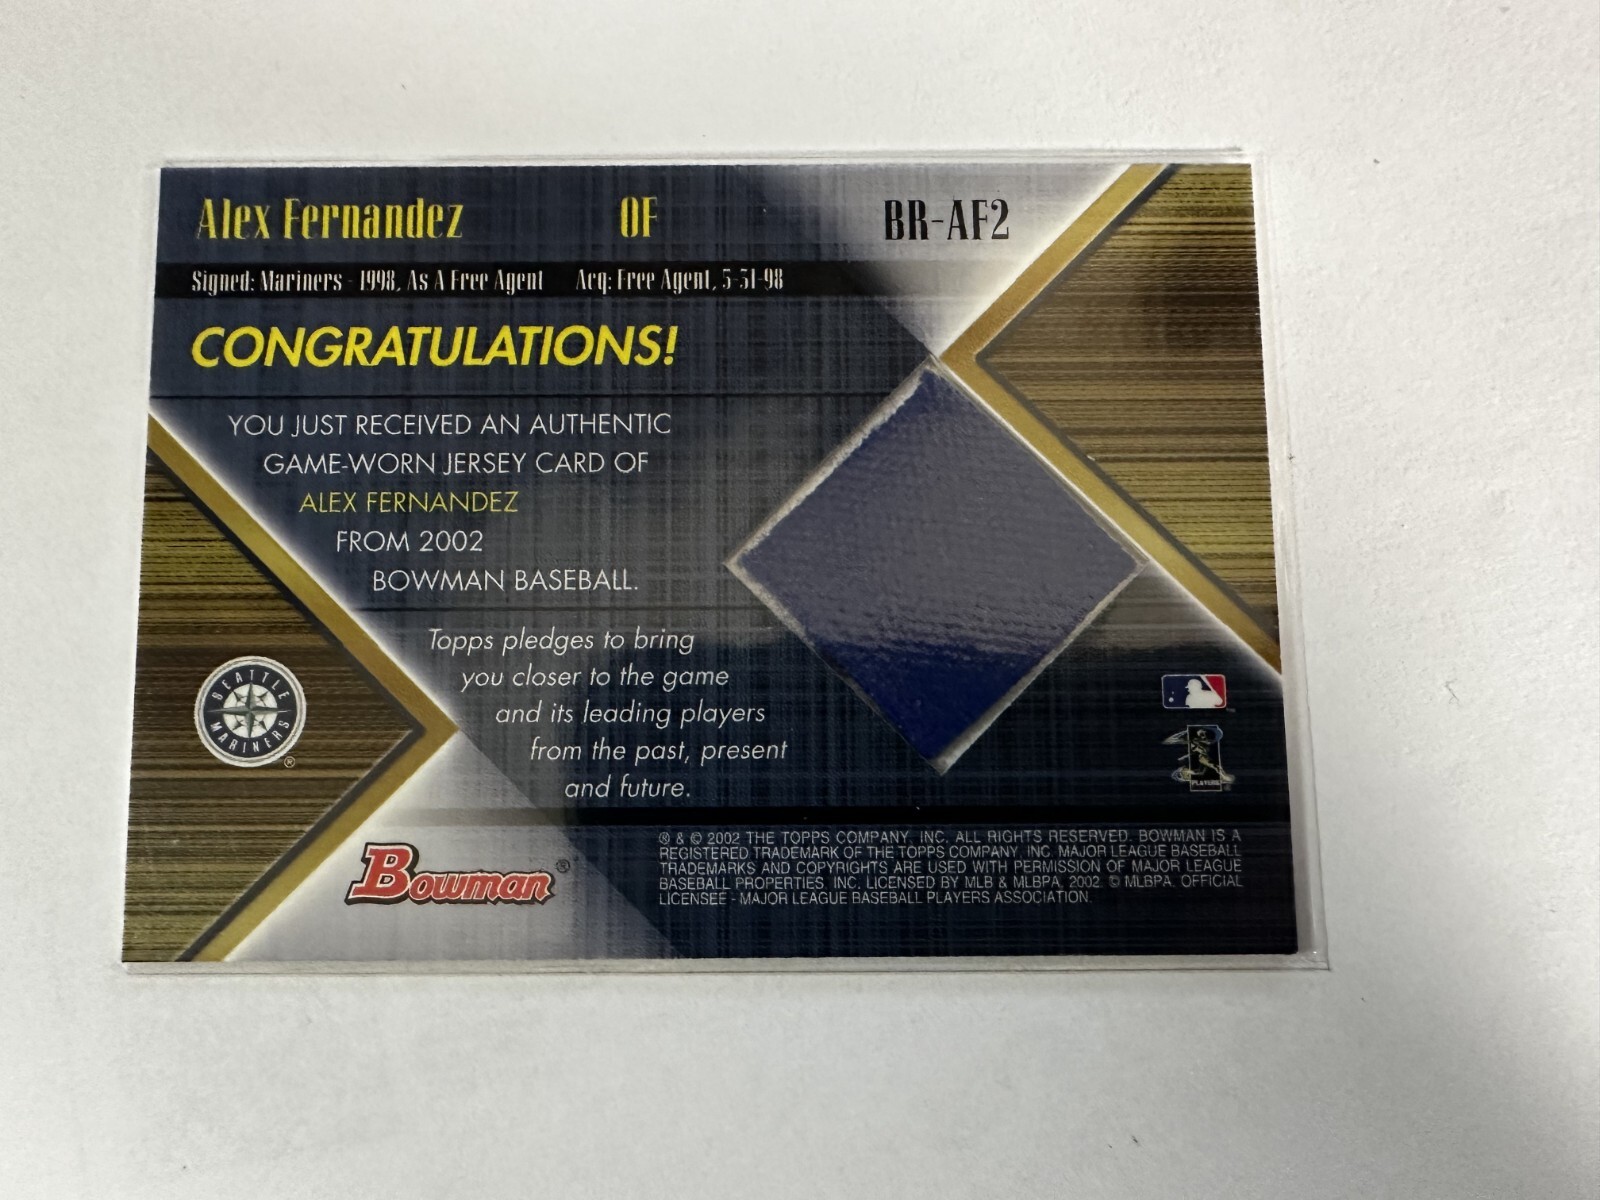 Alex Fernandez OF BR-AF2
Signed: Mariners - 1998, As A Free Agent Acq: Free Agent, 5-31-98
CONGRATULATIONS!
YOU JUST RECEIVED AN AUTHENTIC
GAME-WORN JERSEY CARD OF
ALEX FERNANDEZ
FROM 2002
BOWMAN BASEBALL.
Topps pledges to bring
you closer to the game
and its leading players
from the past, present
and future.
SEATTLE
MARINERS
®
PLAYERS
Bowman®
® & © 2002 THE TOPPS COMPANY, INC. ALL RIGHTS RESERVED. BOWMAN IS A
REGISTERED TRADEMARK OF THE TOPPS COMPANY, INC. MAJOR LEAGUE BASEBALL
TRADEMARKS AND COPYRIGHTS ARE USED WITH PERMISSION OF MAJOR LEAGUE
BASEBALL PROPERTIES, INC. LICENSED BY MLB & MLBPA, 2002. © MLBPA. OFFICIAL
LICENSEE - MAJOR LEAGUE BASEBALL PLAYERS ASSOCIATION.